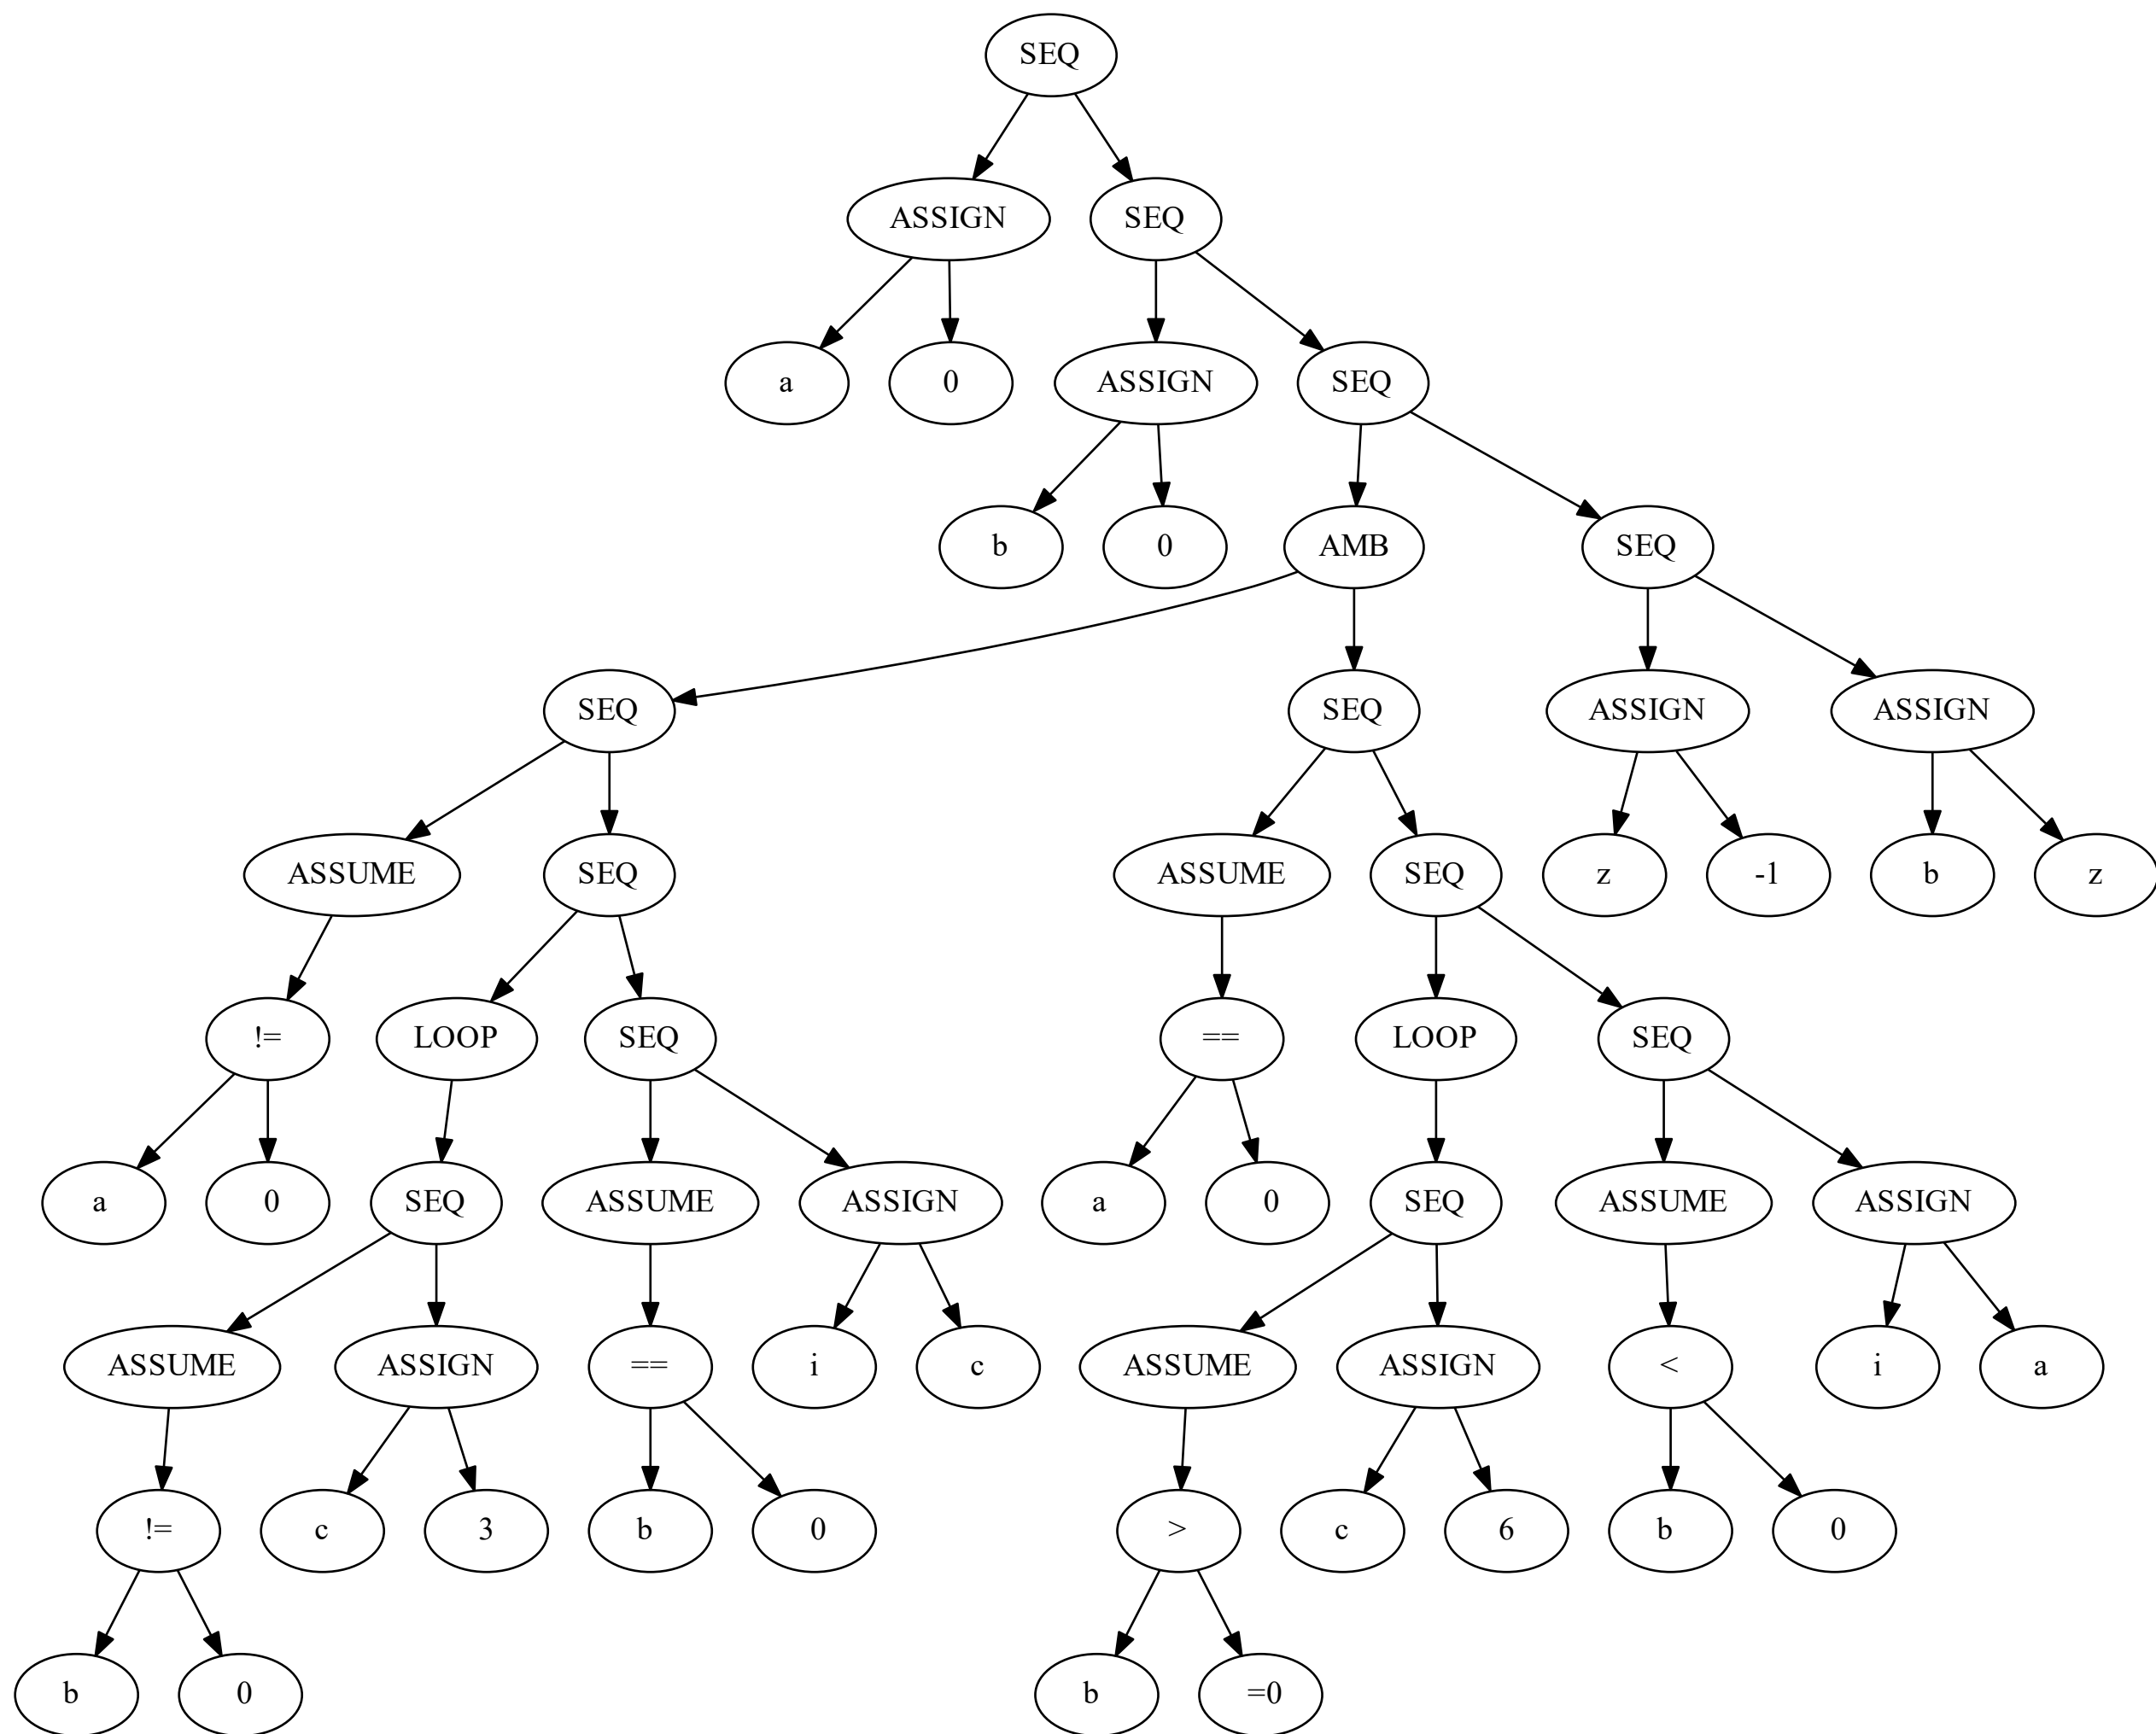 SEQ
ASSIGN SEQ
a 0 ASSIGN SEQ
b 0 AMB SEQ
SEQ SEQ ASSIGN ASSIGN
ASSUME SEQ ASSUME SEQ z -1 b z
!= LOOP SEQ == LOOP SEQ
a 0 SEQ ASSUME ASSIGN a 0 SEQ ASSUME ASSIGN
ASSUME ASSIGN == i c ASSUME ASSIGN < i a
!= c 3 b 0 > c 6 b 0
b 0 b =0